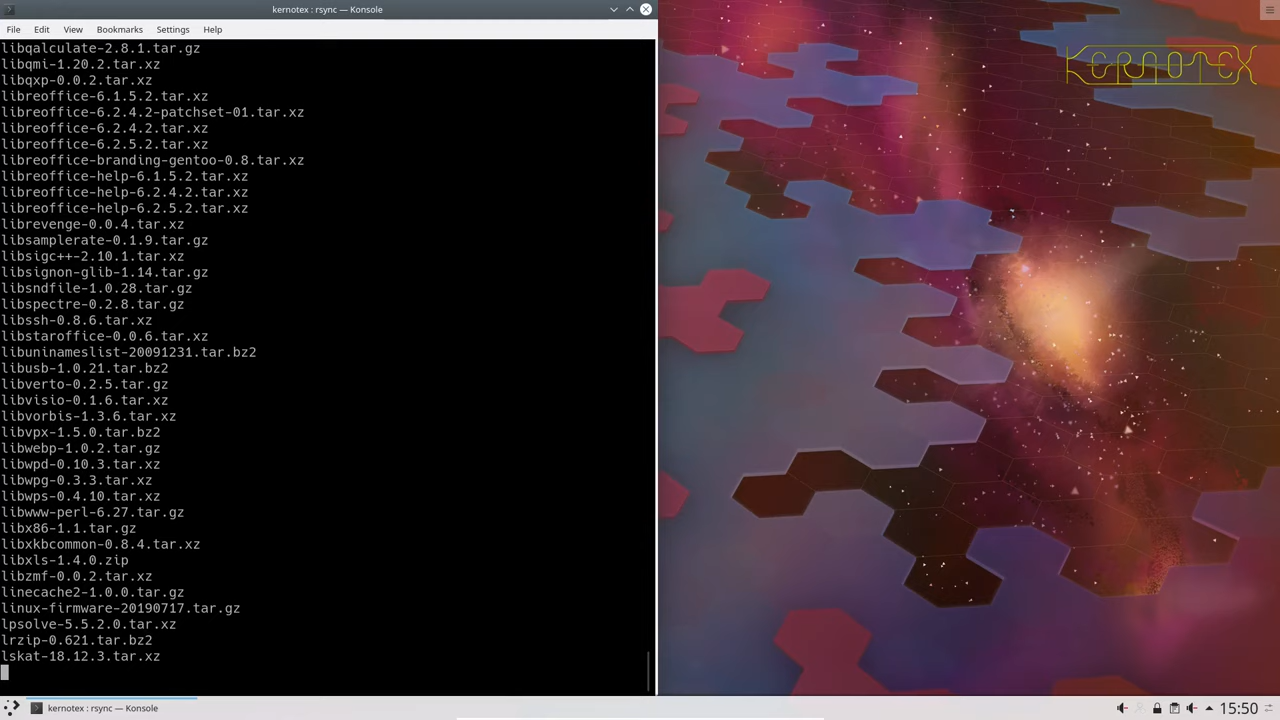 kernotex : rsync — Konsole
File Edit View Bookmarks Settings Help
libqalculate-2.8.1.tar.gz
libqmi-1.20.2.tar.xz
libqxp-0.0.2.tar.xz
libreoffice-6.1.5.2.tar.xz
libreoffice-6.2.4.2-patchset-01.tar.xz
libreoffice-6.2.4.2.tar.xz
libreoffice-6.2.5.2.tar.xz
libreoffice-branding-gentoo-0.8.tar.xz
libreoffice-help-6.1.5.2.tar.xz
libreoffice-help-6.2.4.2.tar.xz
libreoffice-help-6.2.5.2.tar.xz
librevenge-0.0.4.tar.xz
libsamplerate-0.1.9.tar.gz
libsigc++-2.10.1.tar.xz
libsignon-glib-1.14.tar.gz
libsndfile-1.0.28.tar.gz
libspectre-0.2.8.tar.gz
libssh-0.8.6.tar.xz
libstaroffice-0.0.6.tar.xz
libuninameslist-20091231.tar.bz2
libusb-1.0.21.tar.bz2
libverto-0.2.5.tar.gz
libvisio-0.1.6.tar.xz
libvorbis-1.3.6.tar.xz
libvpx-1.5.0.tar.bz2
libwebp-1.0.2.tar.gz
libwpd-0.10.3.tar.xz
libwpg-0.3.3.tar.xz
libwps-0.4.10.tar.xz
libwww-perl-6.27.tar.gz
libx86-1.1.tar.gz
libxkbcommon-0.8.4.tar.xz
libxls-1.4.0.zip
libzmf-0.0.2.tar.xz
linecache2-1.0.0.tar.gz
linux-firmware-20190717.tar.gz
lpsolve-5.5.2.0.tar.xz
lrzip-0.621.tar.bz2
lskat-18.12.3.tar.xz
KERNOTEX
kernotex : rsync — Konsole
15:50